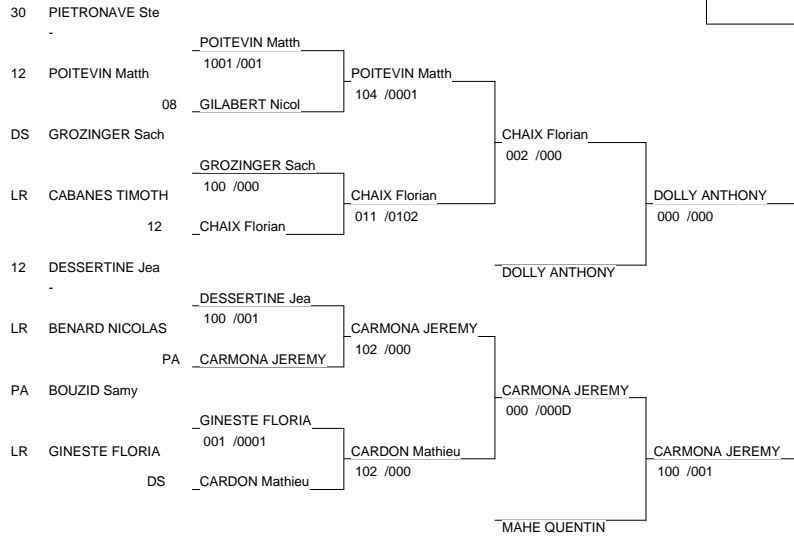 30 PIETRONAVE Ste
-
POITEVIN Matth
1001 /001
12 POITEVIN Matth
POITEVIN Matth
104 /0001
08 GILABERT Nicol
DS GROZINGER Sach
CHAIX Florian
002 /000
GROZINGER Sach
100 /000
LR CABANES TIMOTH
CHAIX Florian
011 /0102
DOLLY ANTHONY
000 /000
12 CHAIX Florian
12 DESSERTINE Jea
-
DOLLY ANTHONY
DESSERTINE Jea
100 /001
LR BENARD NICOLAS
CARMONA JEREMY
102 /000
PA CARMONA JEREMY
PA BOUZID Samy
CARMONA JEREMY
000 /000D
GINESTE FLORIA
001 /0001
LR GINESTE FLORIA
CARDON Mathieu
102 /000
CARMONA JEREMY
100 /001
DS CARDON Mathieu
MAHE QUENTIN